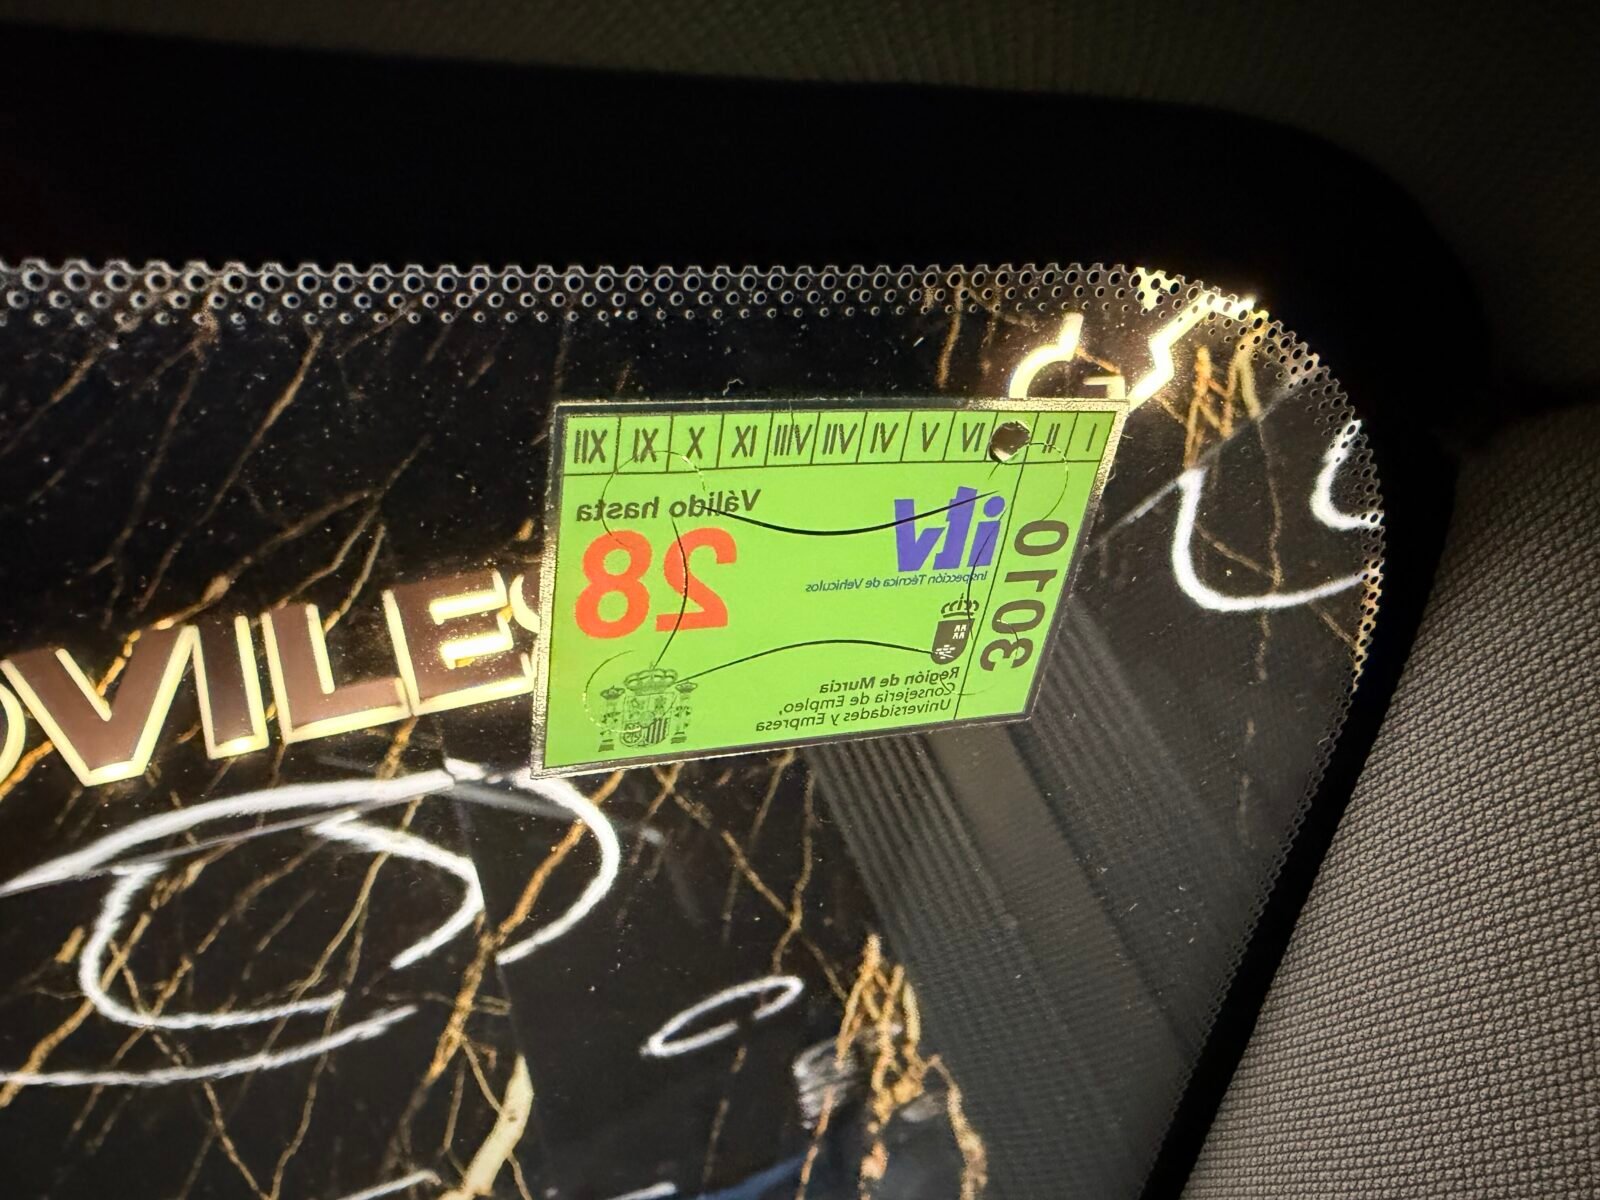 I II IV V VI VII VIII IX X XI XII
3010
itv
Inspección Técnica de Vehículos
Válido hasta
28
Región de Murcia
Consejería de Empleo,
Universidades y Empresa
OVILES